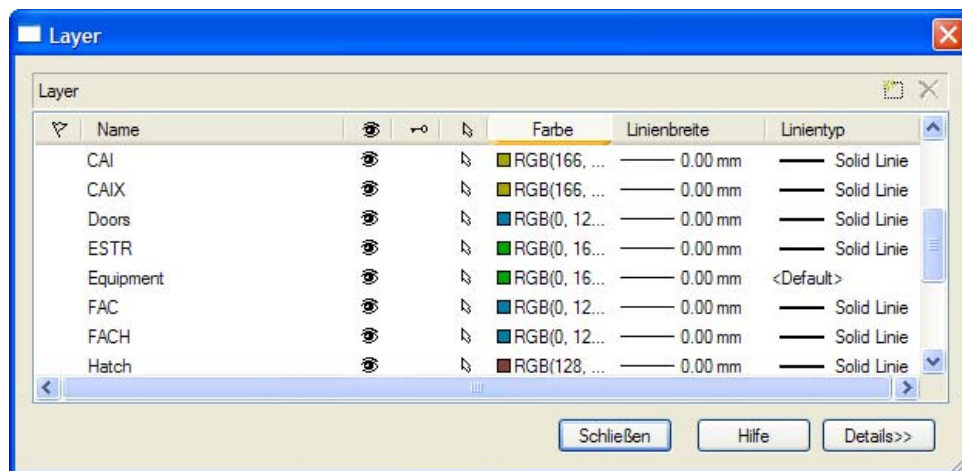 Layer
Layer
Name Farbe Linienbreite Linientyp
CAI RGB(166, ... 0.00 mm Solid Linie
CAIX RGB(166, ... 0.00 mm Solid Linie
Doors RGB(0, 12... 0.00 mm Solid Linie
ESTR RGB(0, 16... 0.00 mm Solid Linie
Equipment RGB(0, 16... 0.00 mm <Default>
FAC RGB(0, 12... 0.00 mm Solid Linie
FACH RGB(0, 12... 0.00 mm Solid Linie
Hatch RGB(128, ... 0.00 mm Solid Linie
Schließen Hilfe Details>>